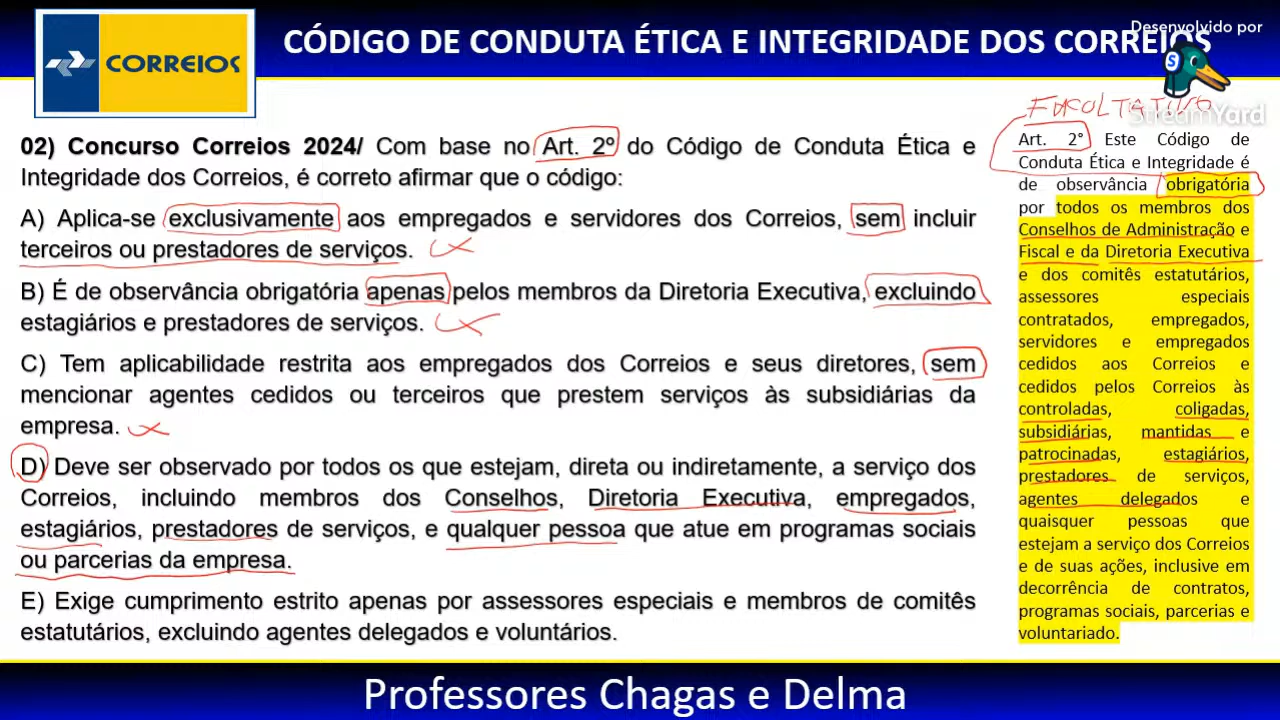 Desenvolvido por
CÓDIGO DE CONDUTA ÉTICA E INTEGRIDADE DOS CORREIOS
CORREIOS
StreamYard
FACULTATIVO
02) Concurso Correios 2024/ Com base no Art. 2º do Código de Conduta Ética e
Integridade dos Correios, é correto afirmar que o código:
A) Aplica-se exclusivamente aos empregados e servidores dos Correios, sem incluir
terceiros ou prestadores de serviços.
B) É de observância obrigatória apenas pelos membros da Diretoria Executiva, excluindo
estagiários e prestadores de serviços.
C) Tem aplicabilidade restrita aos empregados dos Correios e seus diretores, sem
mencionar agentes cedidos ou terceiros que prestem serviços às subsidiárias da
empresa.
D) Deve ser observado por todos os que estejam, direta ou indiretamente, a serviço dos
Correios, incluindo membros dos Conselhos, Diretoria Executiva, empregados,
estagiários, prestadores de serviços, e qualquer pessoa que atue em programas sociais
ou parcerias da empresa.
E) Exige cumprimento estrito apenas por assessores especiais e membros de comitês
estatutários, excluindo agentes delegados e voluntários.
Art. 2° Este Código de
Conduta Ética e Integridade é
de observância obrigatória
por todos os membros dos
Conselhos de Administração e
Fiscal e da Diretoria Executiva
e dos comitês estatutários,
assessores especiais
contratados, empregados,
servidores e empregados
cedidos aos Correios e
cedidos pelos Correios às
controladas, coligadas,
subsidiárias, mantidas e
patrocinadas, estagiários,
prestadores de serviços,
agentes delegados e
quaisquer pessoas que
estejam a serviço dos Correios
e de suas ações, inclusive em
decorrência de contratos,
programas sociais, parcerias e
voluntariado.
Professores Chagas e Delma